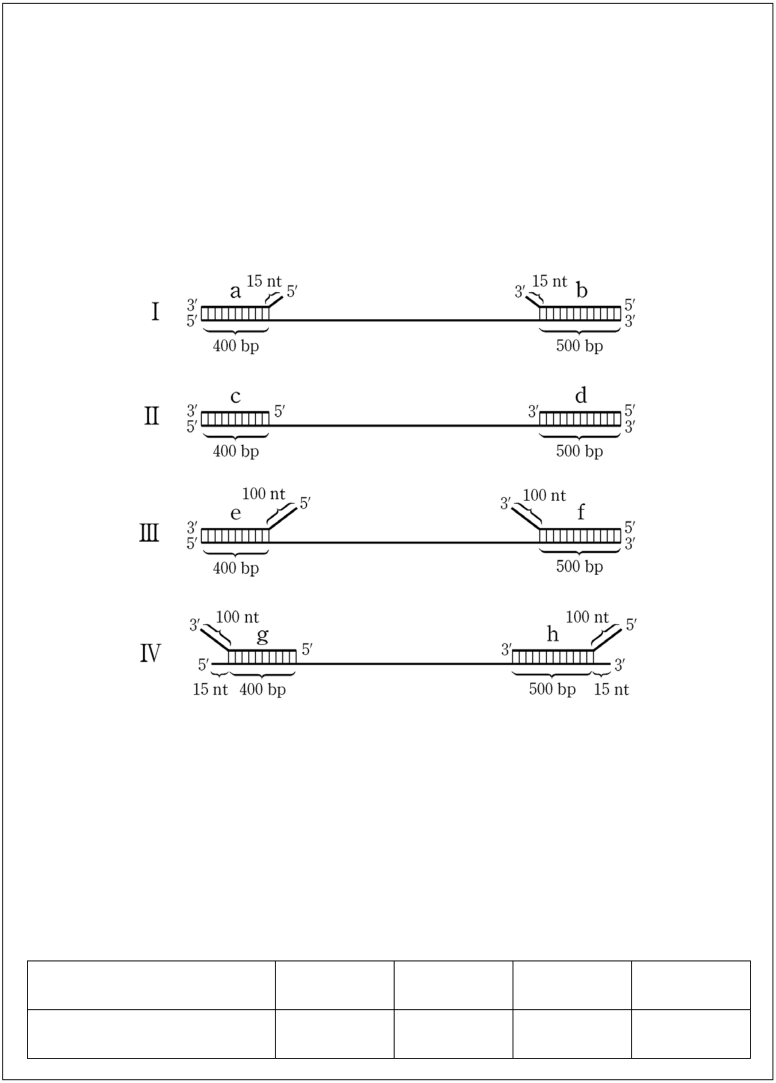 15 nt 15 nt
a 5′ 3′ b
Ⅰ 3′ 5′
5′ 3′
400 bp 500 bp
c d
Ⅱ 3′ 5′ 3′ 5′
5′ 3′
400 bp 500 bp
100 nt 100 nt
e 5′ 3′ f
Ⅲ 3′ 5′
5′ 3′
400 bp 500 bp
3′ 100 nt 100 nt 5′
g h
Ⅳ 5′ 3′
5′ 3′
15 nt 400 bp 500 bp 15 nt